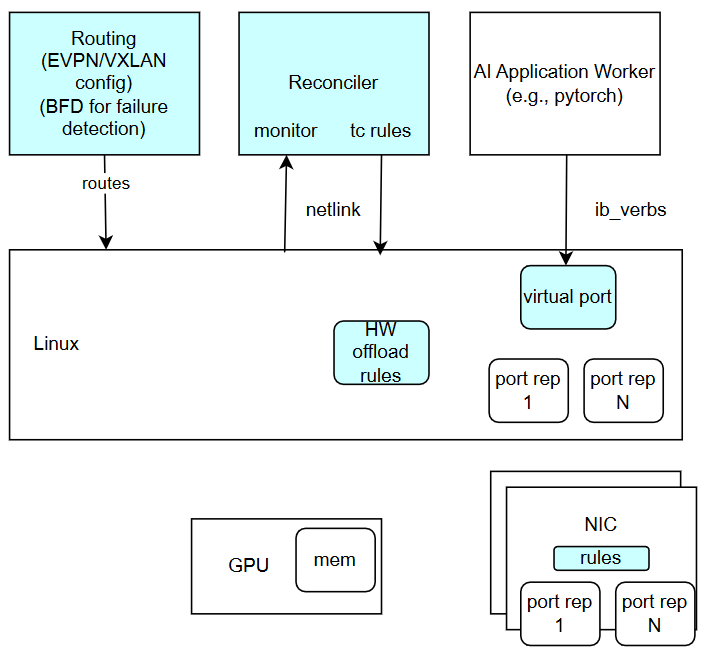 Routing
(EVPN/VXLAN
config)
(BFD for failure
detection)
Reconciler
monitor
tc rules
AI Application Worker
(e.g., pytorch)
routes
netlink
ib_verbs
Linux
HW
offload
rules
virtual port
port rep
1
port rep
N
GPU
mem
NIC
rules
port rep
1
port rep
N